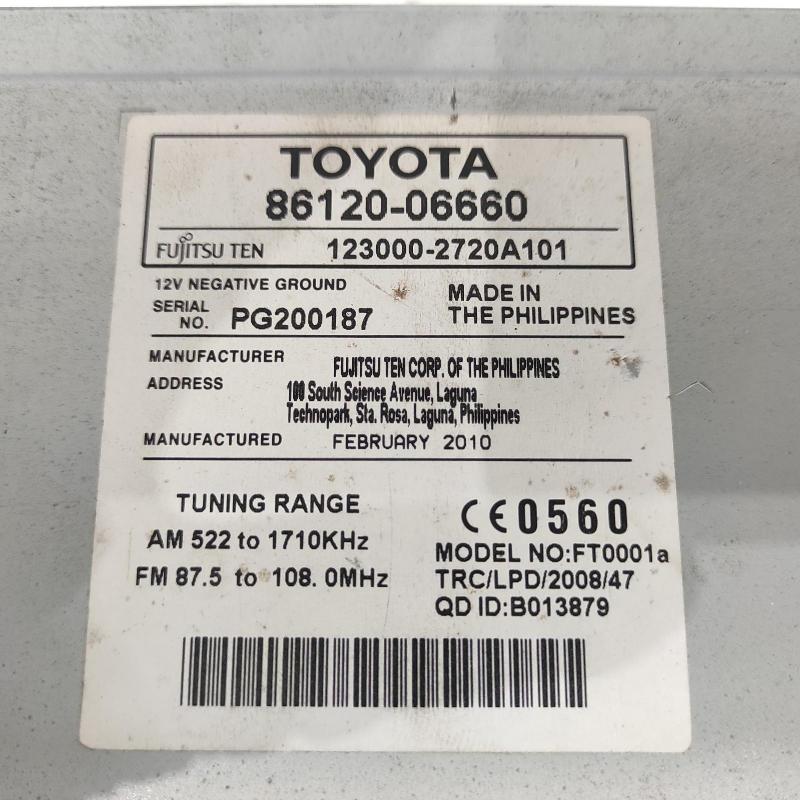 TOYOTA
86120-06660
FUJITSU TEN 123000-2720A101
12V NEGATIVE GROUND
SERIAL NO. PG200187
MADE IN
THE PHILIPPINES
MANUFACTURER FUJITSU TEN CORP. OF THE PHILIPPINES
ADDRESS 100 South Science Avenue, Laguna
Technopark, Sta. Rosa, Laguna, Philippines
MANUFACTURED FEBRUARY 2010
TUNING RANGE
AM 522 to 1710KHz
FM 87.5 to 108.0MHz
CE0560
MODEL NO:FT0001a
TRC/LPD/2008/47
QD ID:B013879